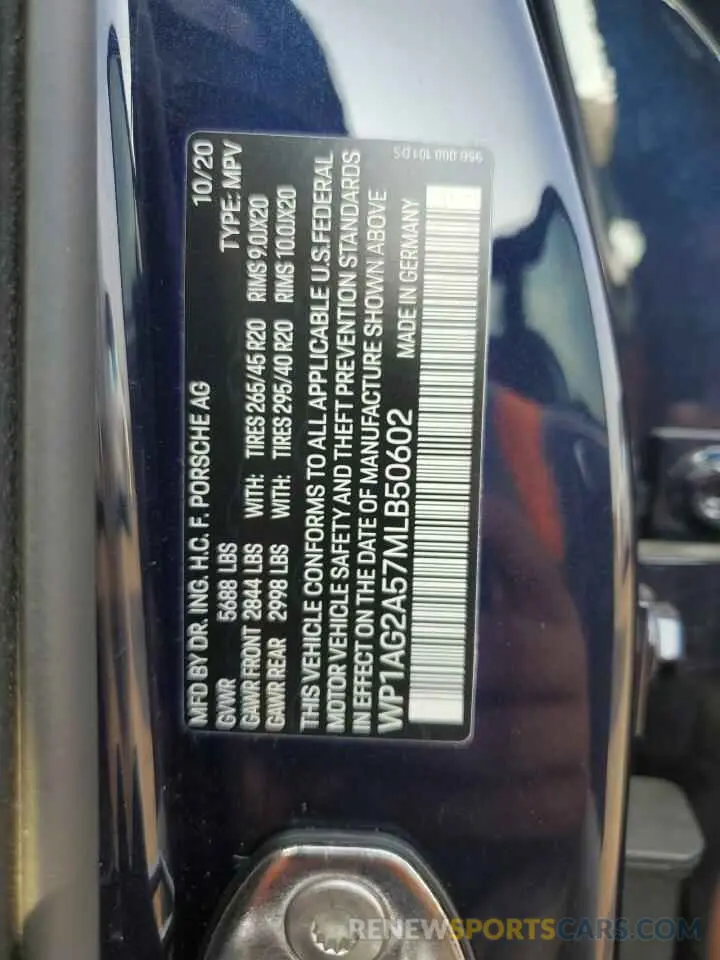 MFD BY DR. ING. H.C. F. PORSCHE AG 10/20
GVWR 5688 LBS TYPE: MPV
GAWR FRONT 2844 LBS WITH: TIRES 265/45 R20 RIMS 9.0JX20
GAWR REAR 2998 LBS WITH: TIRES 295/40 R20 RIMS 10.0JX20
THIS VEHICLE CONFORMS TO ALL APPLICABLE U.S. FEDERAL
MOTOR VEHICLE SAFETY AND THEFT PREVENTION STANDARDS
IN EFFECT ON THE DATE OF MANUFACTURE SHOWN ABOVE
WP1AG2A57MLB50602 MADE IN GERMANY
RENEWSPORTSCARS.COM